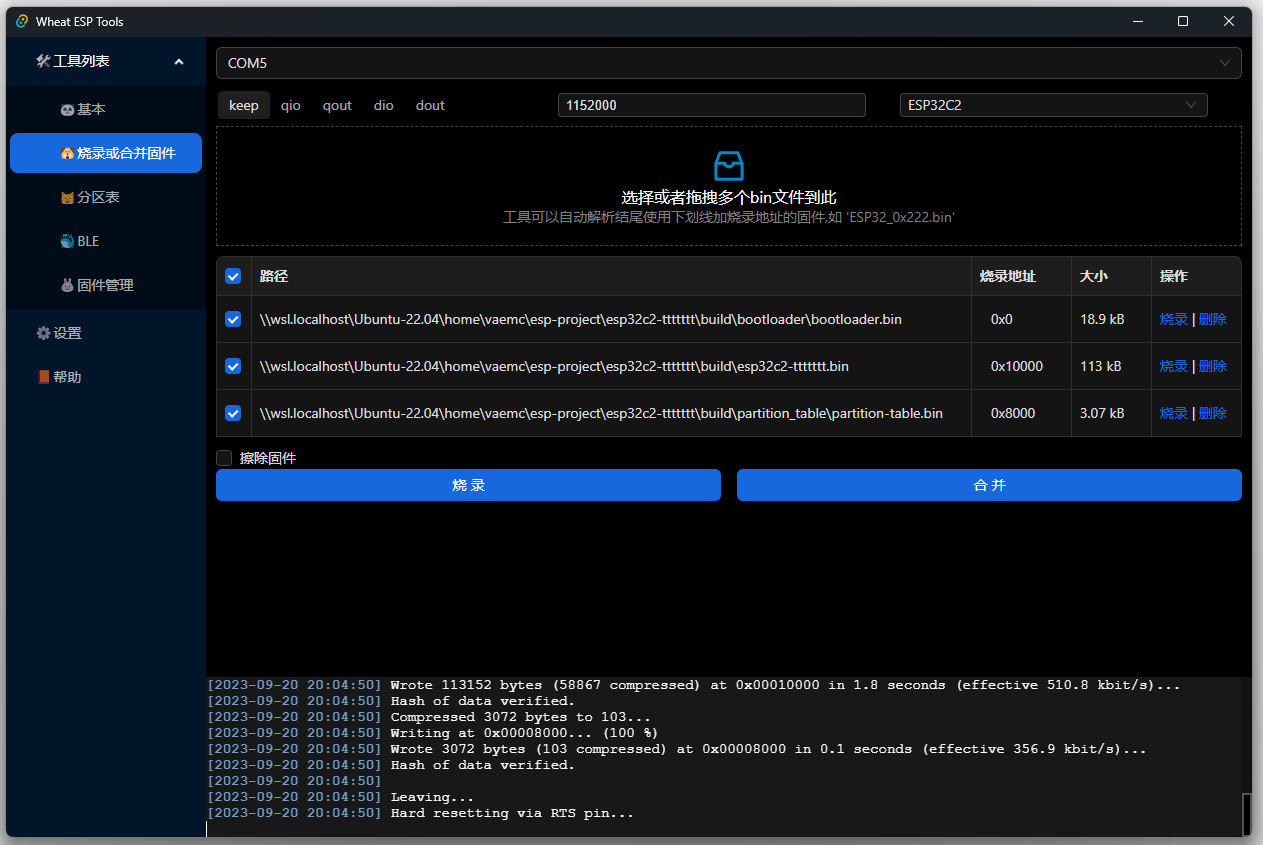 Wheat ESP Tools
🛠工具列表
COM5
keep qio qout dio dout 1152000 ESP32C2
基本
烧录或合并固件
分区表
BLE
固件管理
设置
帮助
选择或者拖拽多个bin文件到此
工具可以自动解析结尾使用下划线加烧录地址的固件,如 'ESP32_0x222.bin'
路径 烧录地址 大小 操作
\\wsl.localhost\Ubuntu-22.04\home\vaemc\esp-project\esp32c2-ttttttt\build\bootloader\bootloader.bin 0x0 18.9 kB 烧录 | 删除
\\wsl.localhost\Ubuntu-22.04\home\vaemc\esp-project\esp32c2-ttttttt\build\esp32c2-ttttttt.bin 0x10000 113 kB 烧录 | 删除
\\wsl.localhost\Ubuntu-22.04\home\vaemc\esp-project\esp32c2-ttttttt\build\partition_table\partition-table.bin 0x8000 3.07 kB 烧录 | 删除
擦除固件
烧 录 合 并
[2023-09-20 20:04:50] Wrote 113152 bytes (58867 compressed) at 0x00010000 in 1.8 seconds (effective 510.8 kbit/s)...
[2023-09-20 20:04:50] Hash of data verified.
[2023-09-20 20:04:50] Compressed 3072 bytes to 103...
[2023-09-20 20:04:50] Writing at 0x00008000... (100 %)
[2023-09-20 20:04:50] Wrote 3072 bytes (103 compressed) at 0x00008000 in 0.1 seconds (effective 356.9 kbit/s)...
[2023-09-20 20:04:50] Hash of data verified.
[2023-09-20 20:04:50]
[2023-09-20 20:04:50] Leaving...
[2023-09-20 20:04:50] Hard resetting via RTS pin...